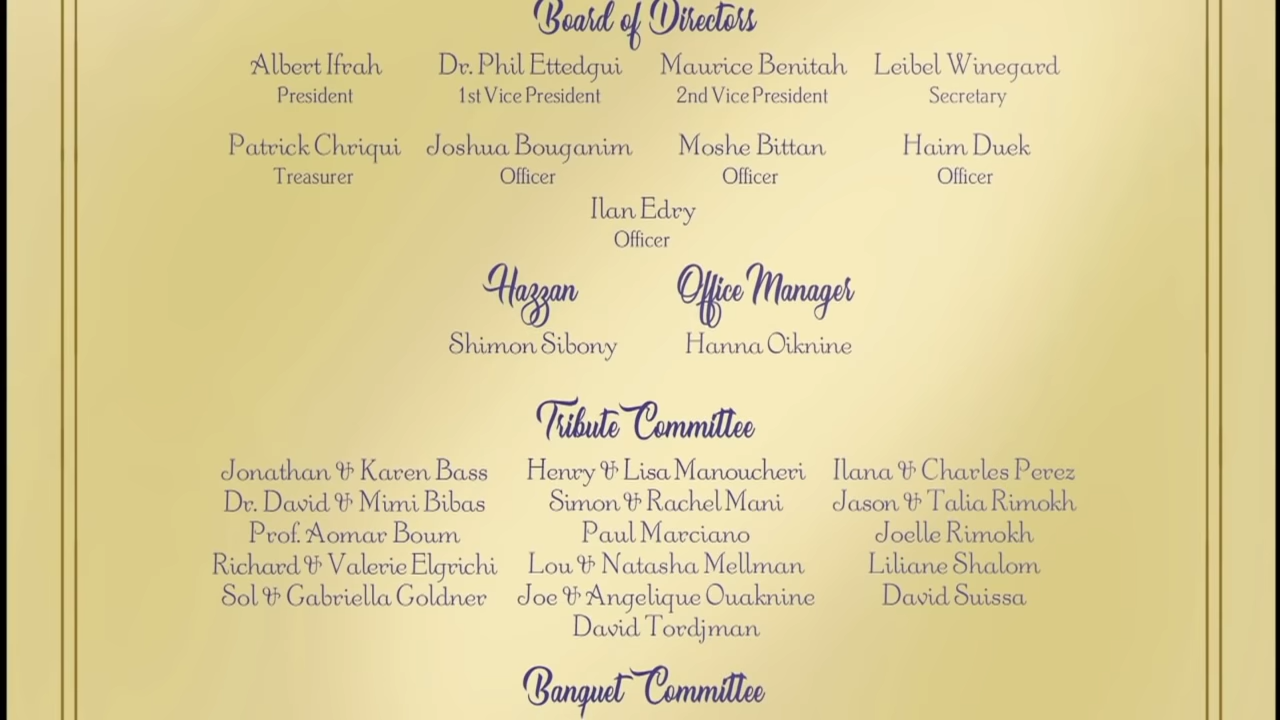 Board of Directors
Albert Ifrah Dr. Phil Ettedgui Maurice Benitah Leibel Winegard
President 1st Vice President 2nd Vice President Secretary
Patrick Chriqui Joshua Bouganim Moshe Bittan Haim Duek
Treasurer Officer Officer Officer
Ilan Edry
Officer
Hazzan Office Manager
Shimon Sibony Hanna Oiknine
Tribute Committee
Jonathan & Karen Bass Henry & Lisa Manoucheri Ilana & Charles Perez
Dr. David & Mimi Bibas Simon & Rachel Mani Jason & Talia Rimokh
Prof. Aomar Boum Paul Marciano Joelle Rimokh
Richard & Valerie Elgrichi Lou & Natasha Mellman Liliane Shalom
Sol & Gabriella Goldner Joe & Angelique Ouaknine David Suissa
David Tordjman
Banquet Committee